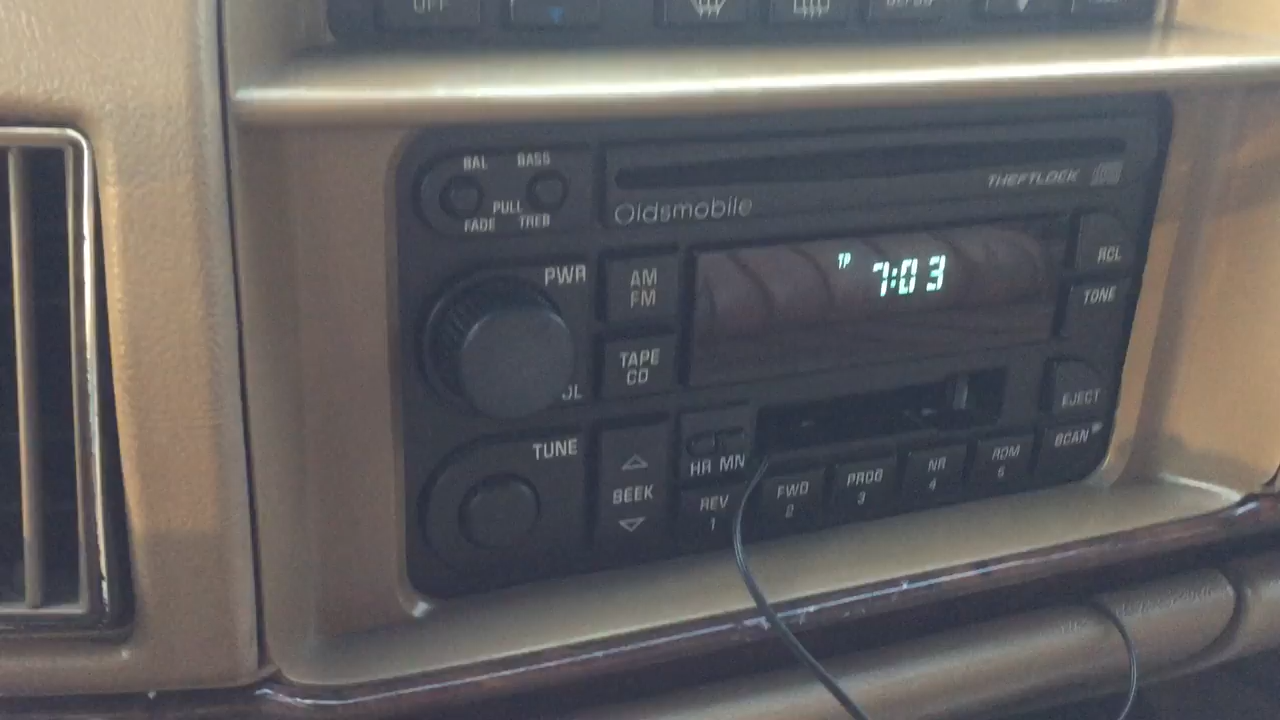 OFF
BAL BASS
PULL
FADE TREB
THEFTLOCK
Oldsmobile
PWR
AM
FM
TP 7:03
RCL
TONE
TAPE
CD
EJECT
TUNE
SEEK
HR MN
SCAN
REV
1
FWD
2
PROG
3
NR
4
RDM
5